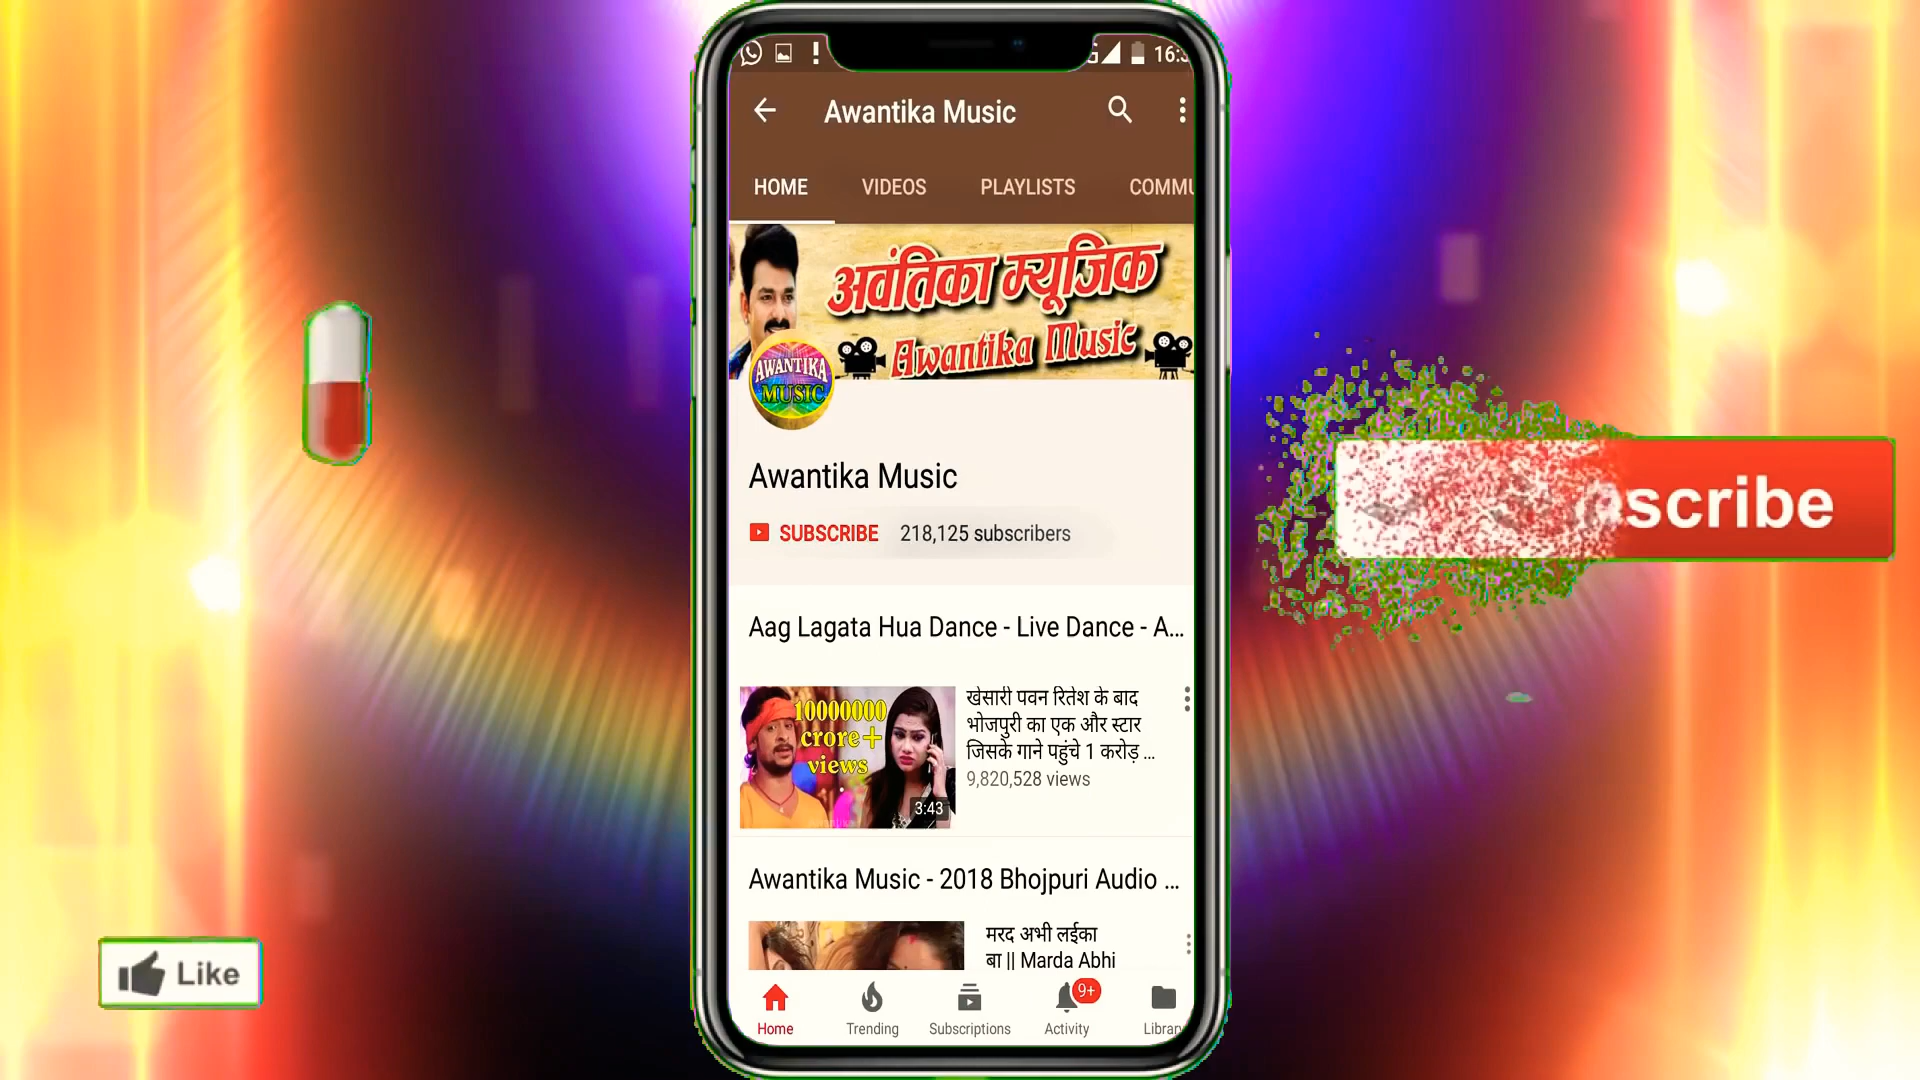 16:3
Awantika Music
HOME VIDEOS PLAYLISTS COMMU
अवंतिका म्यूजिक
Awantika Music
AWANTIKA
MUSIC
Awantika Music
SUBSCRIBE 218,125 subscribers
scribe
Aag Lagata Hua Dance - Live Dance - A...
10000000
crore+
views
3:43
खेसारी पवन रितेश के बाद
भोजपुरी का एक और स्टार
जिसके गाने पहुंचे 1 करोड़ ...
9,820,528 views
Awantika Music - 2018 Bhojpuri Audio ...
मरद अभी लईका
बा || Marda Abhi
Like
9+
Home Trending Subscriptions Activity Library